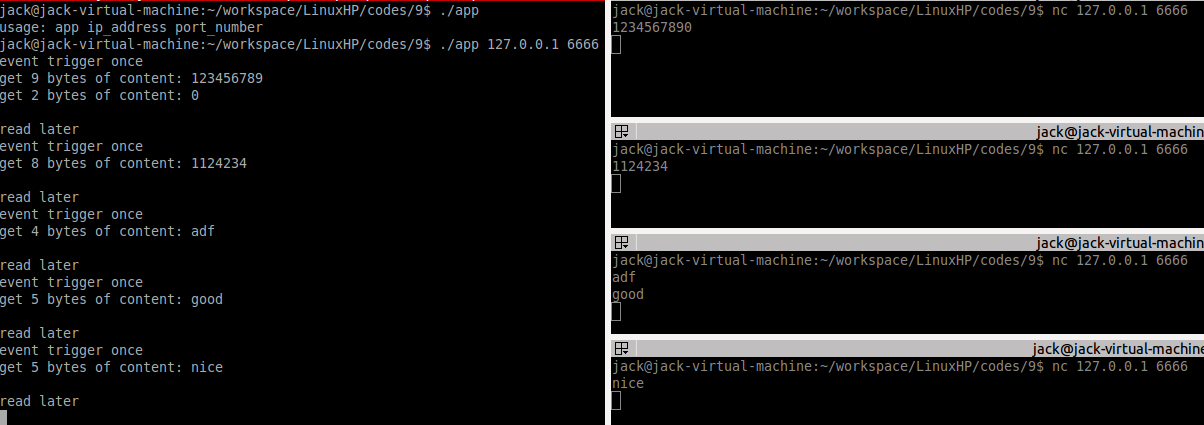 jack@jack-virtual-machine:~/workspace/LinuxHP/codes/9$ ./app
usage: app ip_address port_number
jack@jack-virtual-machine:~/workspace/LinuxHP/codes/9$ ./app 127.0.0.1 6666
event trigger once
get 9 bytes of content: 123456789
get 2 bytes of content: 0
read later
event trigger once
get 8 bytes of content: 1124234
read later
event trigger once
get 4 bytes of content: adf
read later
event trigger once
get 5 bytes of content: good
read later
event trigger once
get 5 bytes of content: nice
read later
jack@jack-virtual-machine:~/workspace/LinuxHP/codes/9$ nc 127.0.0.1 6666
1234567890
jack@jack-virtual-machin
jack@jack-virtual-machine:~/workspace/LinuxHP/codes/9$ nc 127.0.0.1 6666
1124234
jack@jack-virtual-machin
jack@jack-virtual-machine:~/workspace/LinuxHP/codes/9$ nc 127.0.0.1 6666
adf
good
jack@jack-virtual-machine
jack@jack-virtual-machine:~/workspace/LinuxHP/codes/9$ nc 127.0.0.1 6666
nice